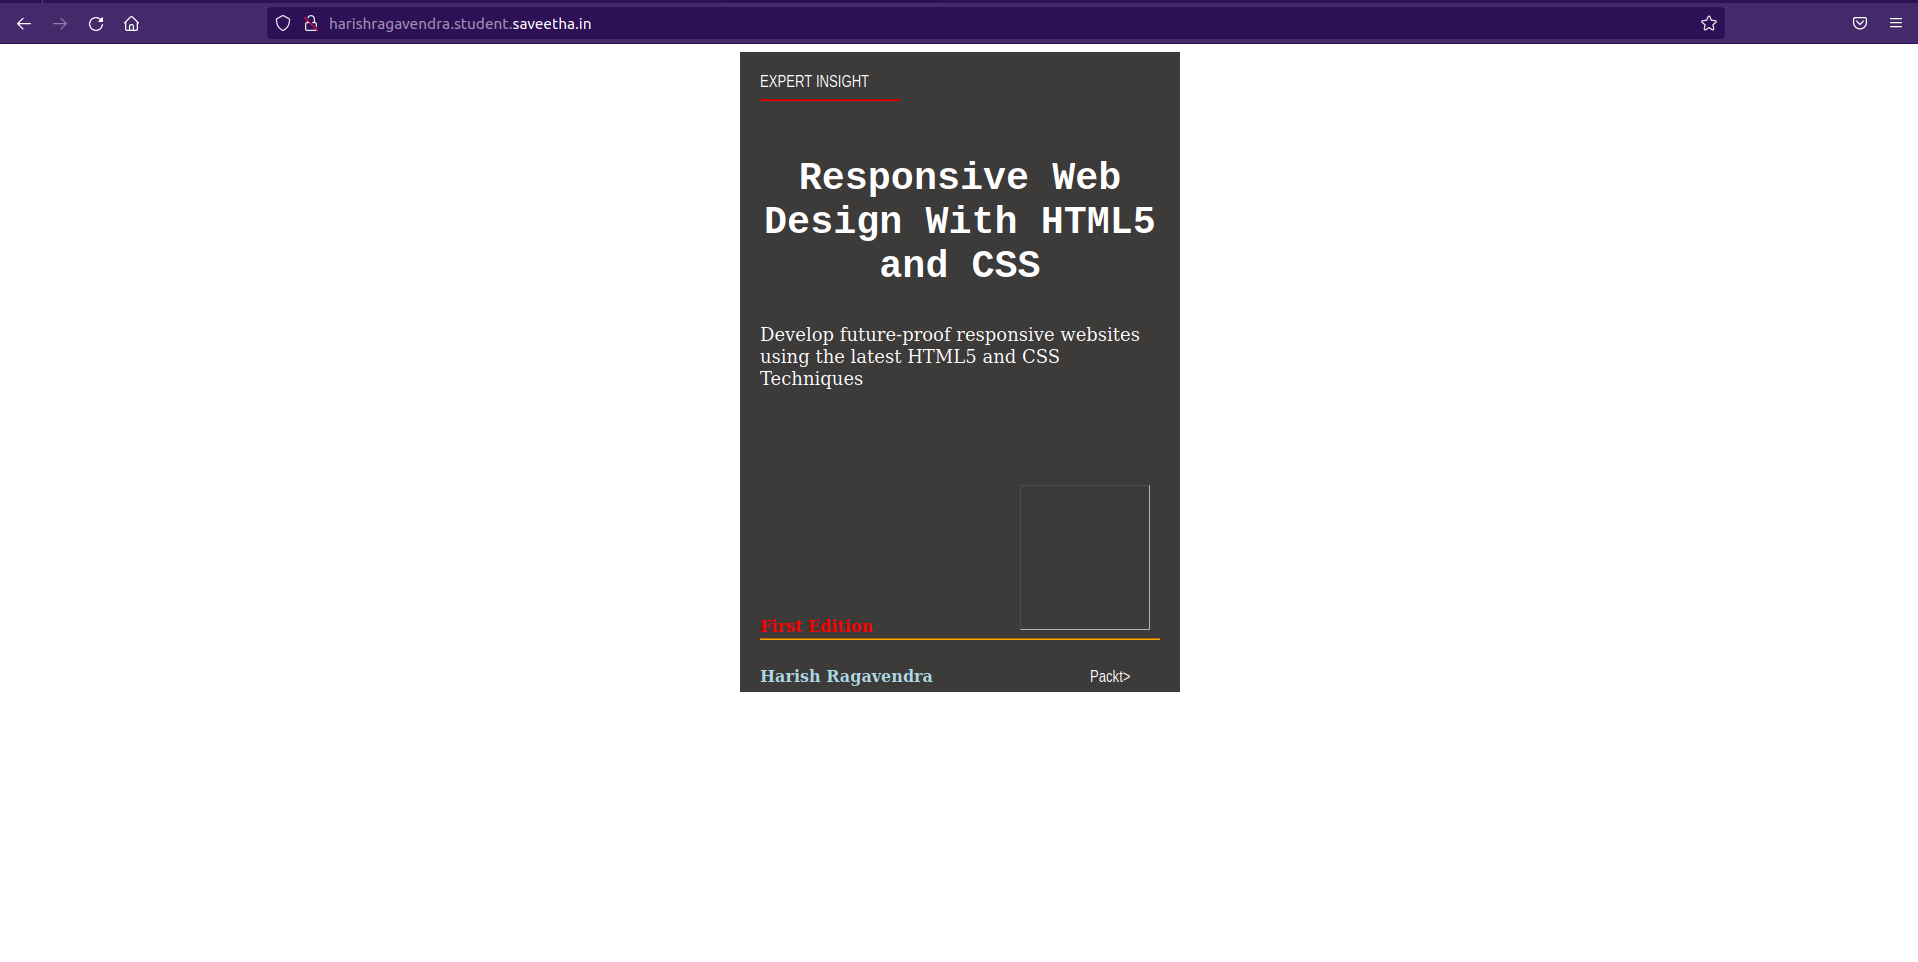 harishragavendra.student.saveetha.in
EXPERT INSIGHT
Responsive Web
Design With HTML5
and CSS
Develop future-proof responsive websites
using the latest HTML5 and CSS
Techniques
First Edition
Harish Ragavendra
Packt>